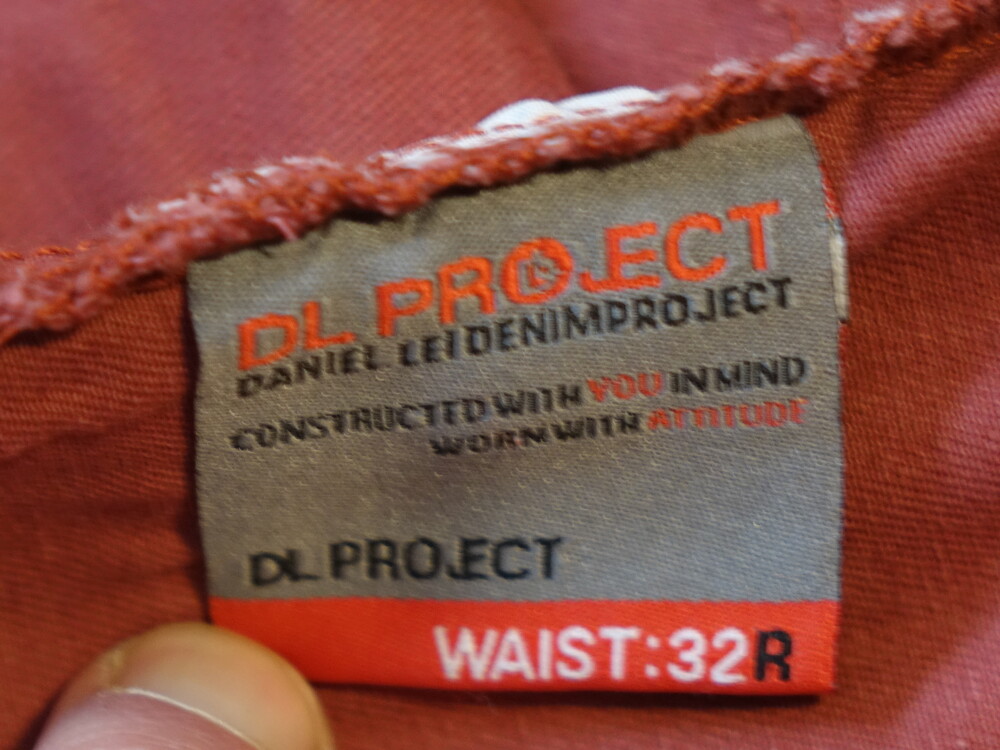 DL PROJECT
DANIEL LEI DENIMPROJECT
CONSTRUCTED WITH YOU IN MIND
WORN WITH ATTITUDE
DL PROJECT
WAIST:32R